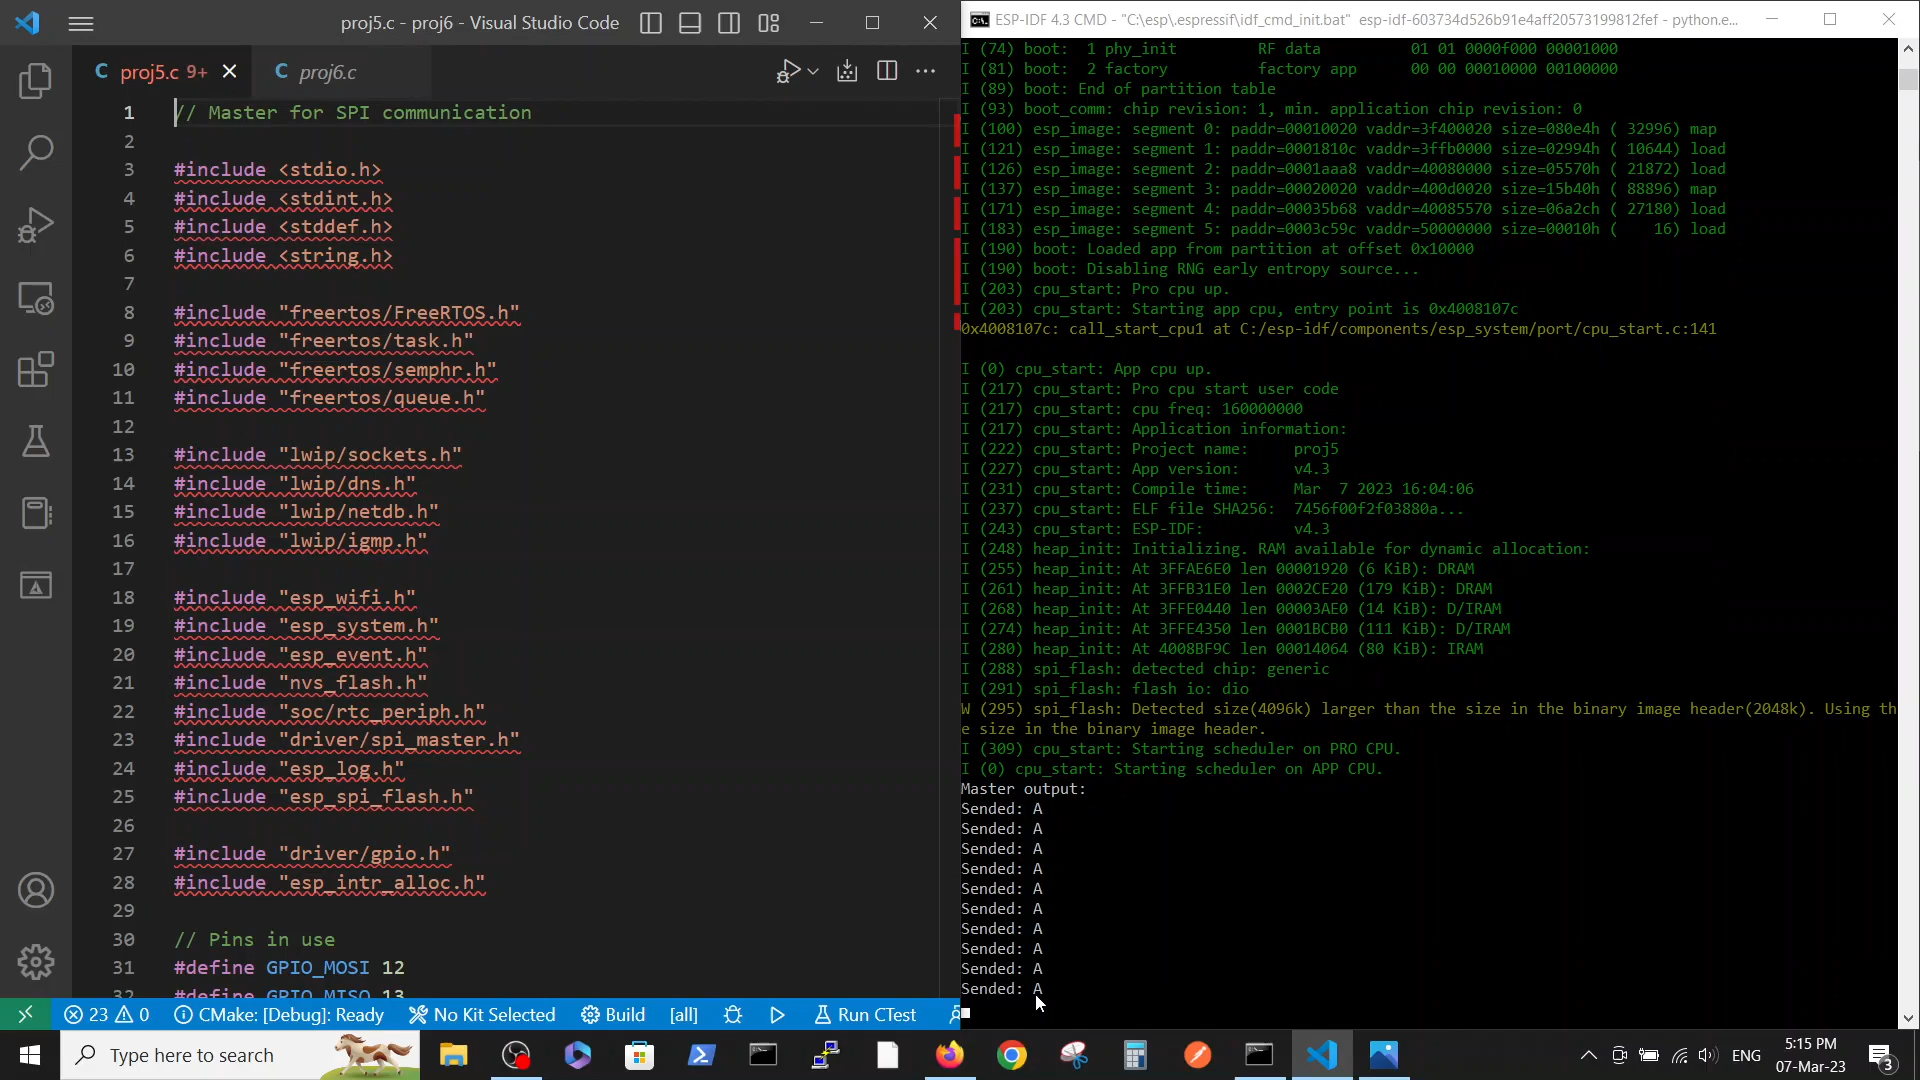 proj5.c - proj6 - Visual Studio Code
proj5.c 9+
proj6.c
1 // Master for SPI communication
2
3 #include <stdio.h>
4 #include <stdint.h>
5 #include <stddef.h>
6 #include <string.h>
7
8 #include "freertos/FreeRTOS.h"
9 #include "freertos/task.h"
10 #include "freertos/semphr.h"
11 #include "freertos/queue.h"
12
13 #include "lwip/sockets.h"
14 #include "lwip/dns.h"
15 #include "lwip/netdb.h"
16 #include "lwip/igmp.h"
17
18 #include "esp_wifi.h"
19 #include "esp_system.h"
20 #include "esp_event.h"
21 #include "nvs_flash.h"
22 #include "soc/rtc_periph.h"
23 #include "driver/spi_master.h"
24 #include "esp_log.h"
25 #include "esp_spi_flash.h"
26
27 #include "driver/gpio.h"
28 #include "esp_intr_alloc.h"
29
30 // Pins in use
31 #define GPIO_MOSI 12
32 #define GPIO_MISO 13
23 0 CMake: [Debug]: Ready No Kit Selected Build [all] Run CTest
ESP-IDF 4.3 CMD - "C:\esp\.espressif\idf_cmd_init.bat" esp-idf-603734d526b91e4aff20573199812fef - python.e...
I (74) boot: 1 phy_init RF data 01 01 0000f000 00001000
I (81) boot: 2 factory factory app 00 00 00010000 00100000
I (89) boot: End of partition table
I (93) boot_comm: chip revision: 1, min. application chip revision: 0
I (100) esp_image: segment 0: paddr=00010020 vaddr=3f400020 size=080e4h ( 32996) map
I (121) esp_image: segment 1: paddr=0001810c vaddr=3ffb0000 size=02994h ( 10644) load
I (126) esp_image: segment 2: paddr=0001aaa8 vaddr=40080000 size=05570h ( 21872) load
I (137) esp_image: segment 3: paddr=00020020 vaddr=400d0020 size=15b40h ( 88896) map
I (171) esp_image: segment 4: paddr=00035b68 vaddr=40085570 size=06a2ch ( 27180) load
I (183) esp_image: segment 5: paddr=0003c59c vaddr=50000000 size=00010h ( 16) load
I (190) boot: Loaded app from partition at offset 0x10000
I (190) boot: Disabling RNG early entropy source...
I (203) cpu_start: Pro cpu up.
I (203) cpu_start: Starting app cpu, entry point is 0x4008107c
0x4008107c: call_start_cpu1 at C:/esp-idf/components/esp_system/port/cpu_start.c:141
I (0) cpu_start: App cpu up.
I (217) cpu_start: Pro cpu start user code
I (217) cpu_start: cpu freq: 160000000
I (217) cpu_start: Application information:
I (222) cpu_start: Project name: proj5
I (227) cpu_start: App version: v4.3
I (231) cpu_start: Compile time: Mar 7 2023 16:04:06
I (237) cpu_start: ELF file SHA256: 7456f00f2f03880a...
I (243) cpu_start: ESP-IDF: v4.3
I (248) heap_init: Initializing. RAM available for dynamic allocation:
I (255) heap_init: At 3FFAE6E0 len 00001920 (6 KiB): DRAM
I (261) heap_init: At 3FFB31E0 len 0002CE20 (179 KiB): DRAM
I (268) heap_init: At 3FFE0440 len 00003AE0 (14 KiB): D/IRAM
I (274) heap_init: At 3FFE4350 len 0001BCB0 (111 KiB): D/IRAM
I (280) heap_init: At 4008BF9C len 00014064 (80 KiB): IRAM
I (288) spi_flash: detected chip: generic
I (291) spi_flash: flash io: dio
W (295) spi_flash: Detected size(4096k) larger than the size in the binary image header(2048k). Using th
e size in the binary image header.
I (309) cpu_start: Starting scheduler on PRO CPU.
I (0) cpu_start: Starting scheduler on APP CPU.
Master output:
Sended: A
Sended: A
Sended: A
Sended: A
Sended: A
Sended: A
Sended: A
Sended: A
Sended: A
Sended: A
Type here to search
ENG
5:15 PM
07-Mar-23
3